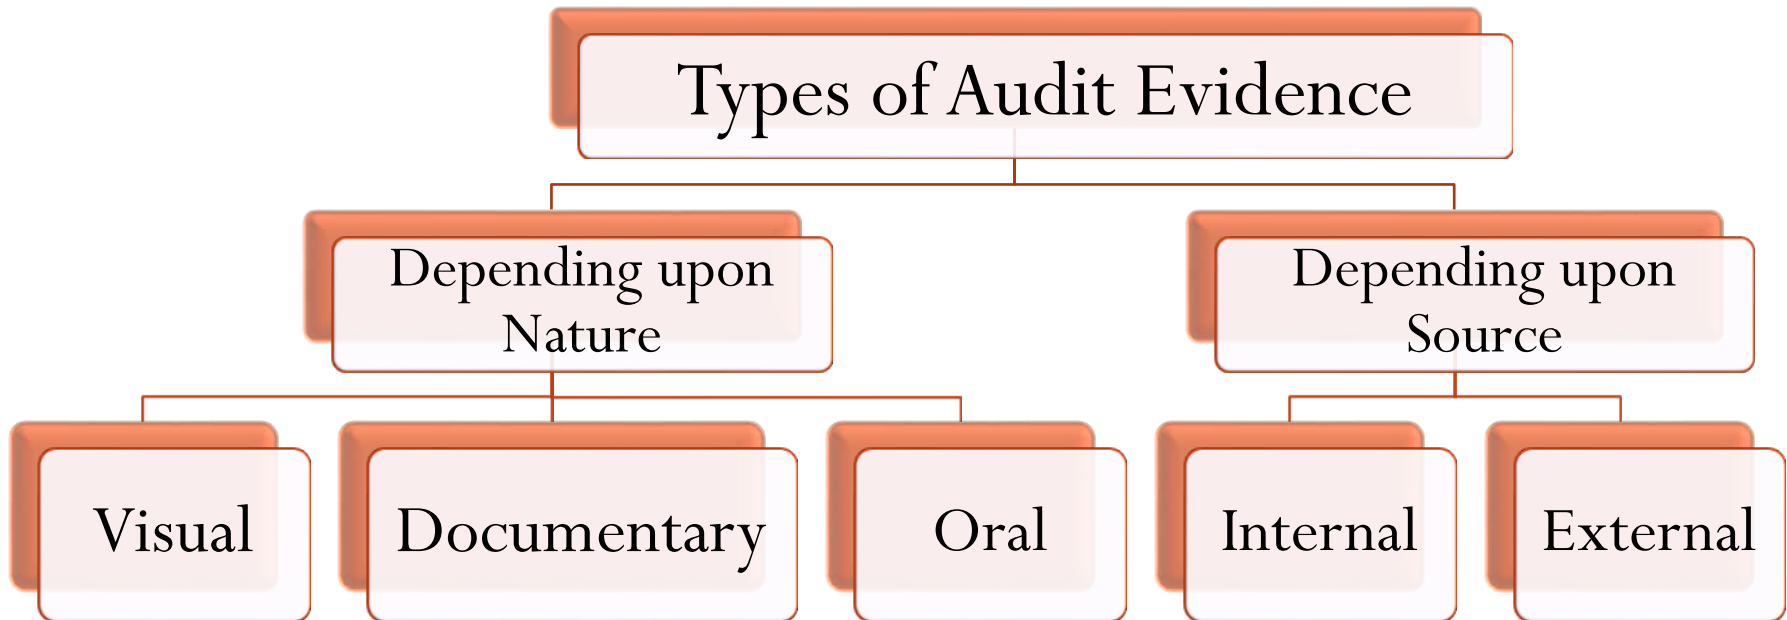 Types of Audit Evidence
Depending upon
Nature
Depending upon
Source
Visual
Documentary
Oral
Internal
External